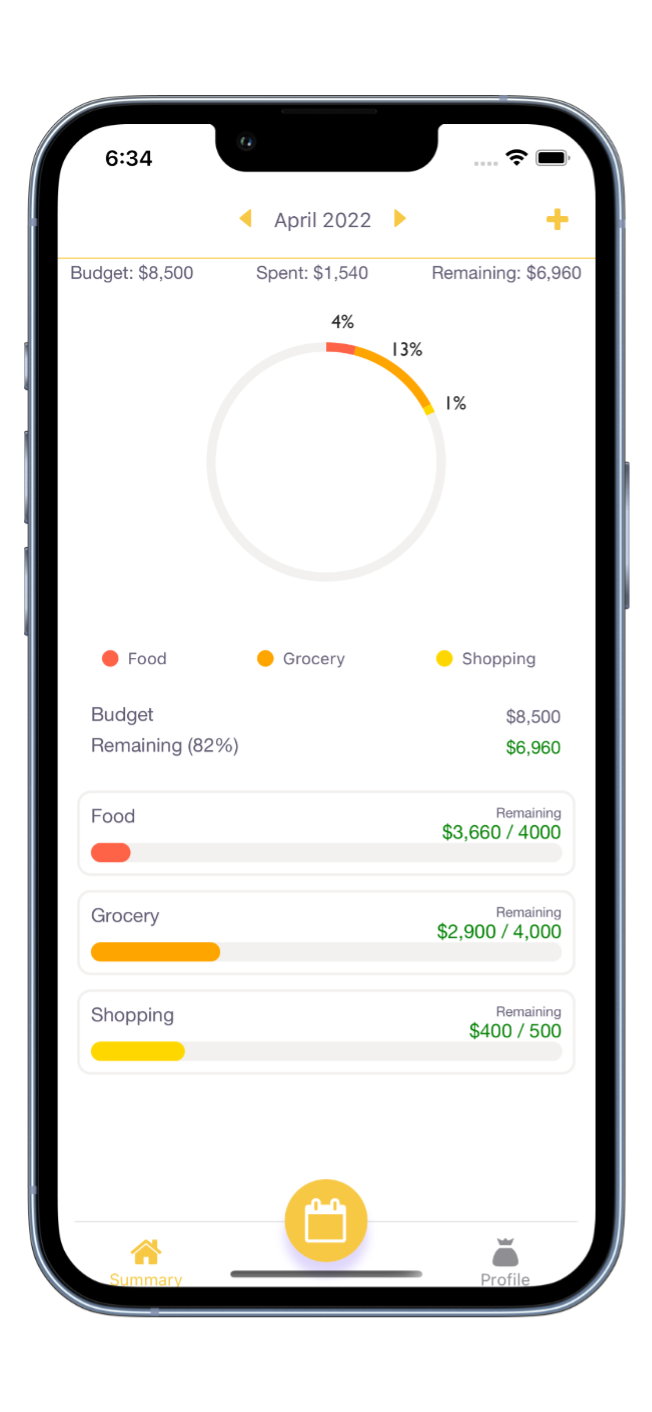 6:34
April 2022
Budget: $8,500 Spent: $1,540 Remaining: $6,960
4%
13%
1%
Food Grocery Shopping
Budget $8,500
Remaining (82%) $6,960
Food Remaining
$3,660 / 4000
Grocery Remaining
$2,900 / 4,000
Shopping Remaining
$400 / 500
Summary Profile